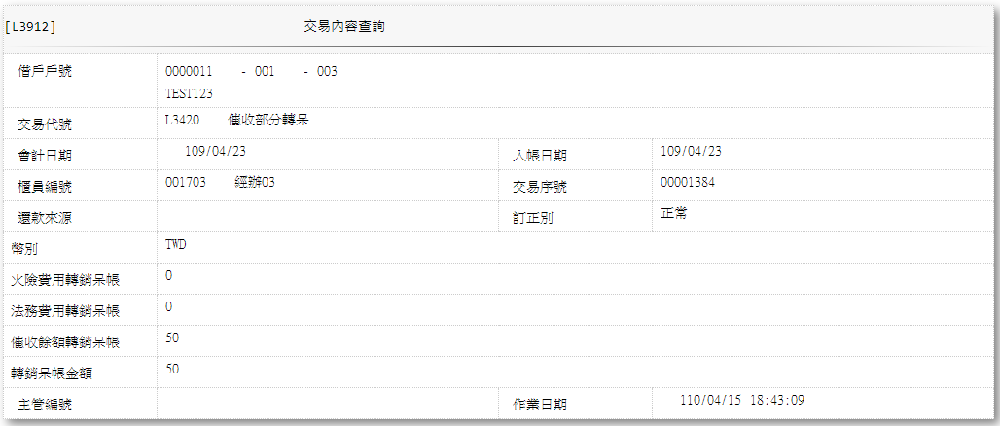 [L3912] 交易內容查詢
借戶戶號 0000011 - 001 - 003
TEST123
交易代號 L3420 催收部分轉呆
會計日期 109/04/23 入帳日期 109/04/23
櫃員編號 001703 經辦03 交易序號 00001384
還款來源 訂正別 正常
幣別 TWD
火險費用轉銷呆帳 0
法務費用轉銷呆帳 0
催收餘額轉銷呆帳 50
轉銷呆帳金額 50
主管編號 作業日期 110/04/15 18:43:09